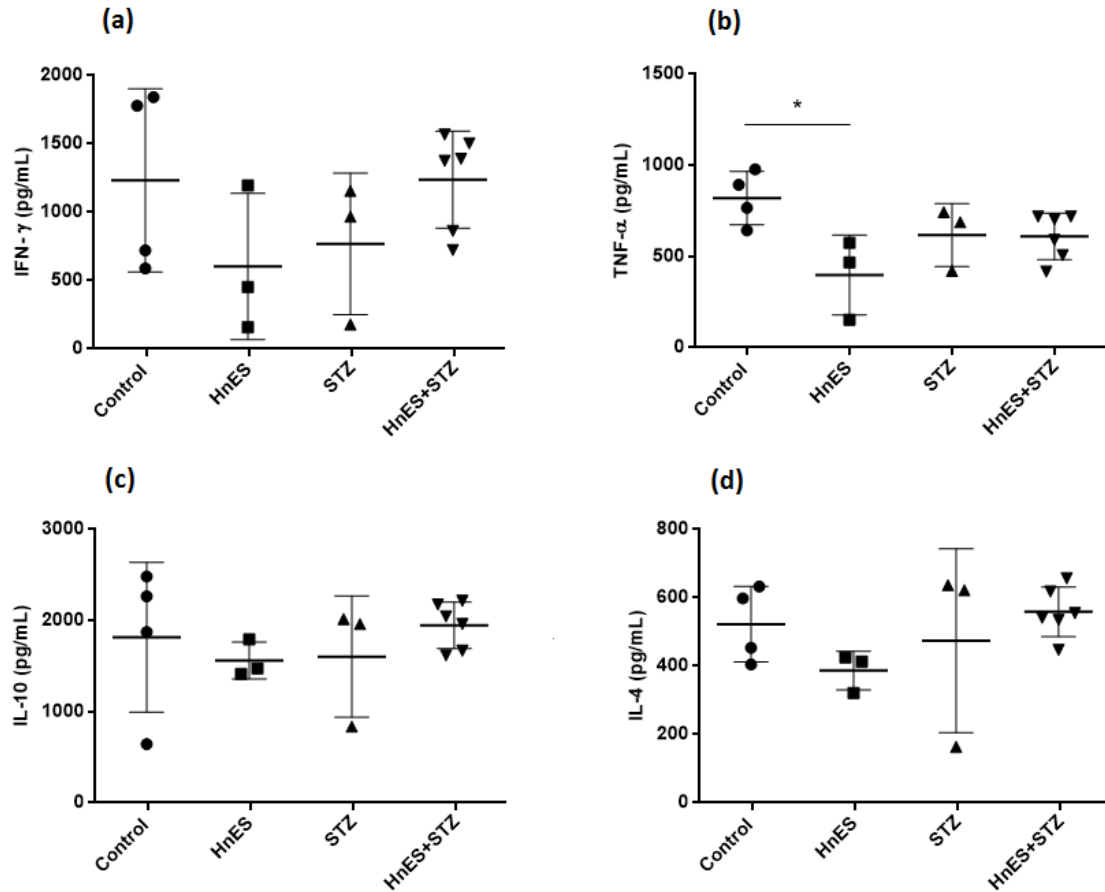 (a)
IFN- γ (pg/mL)
2000
1500
1000
500
0
Control
HnES
STZ
HnES+STZ
(b)
TNF-α (pg/mL)
1500
1000
500
0
*
Control
HnES
STZ
HnES+STZ
(c)
IL-10 (pg/mL)
3000
2000
1000
0
Control
HnES
STZ
HnES+STZ
(d)
IL-4 (pg/mL)
800
600
400
200
0
Control
HnES
STZ
HnES+STZ